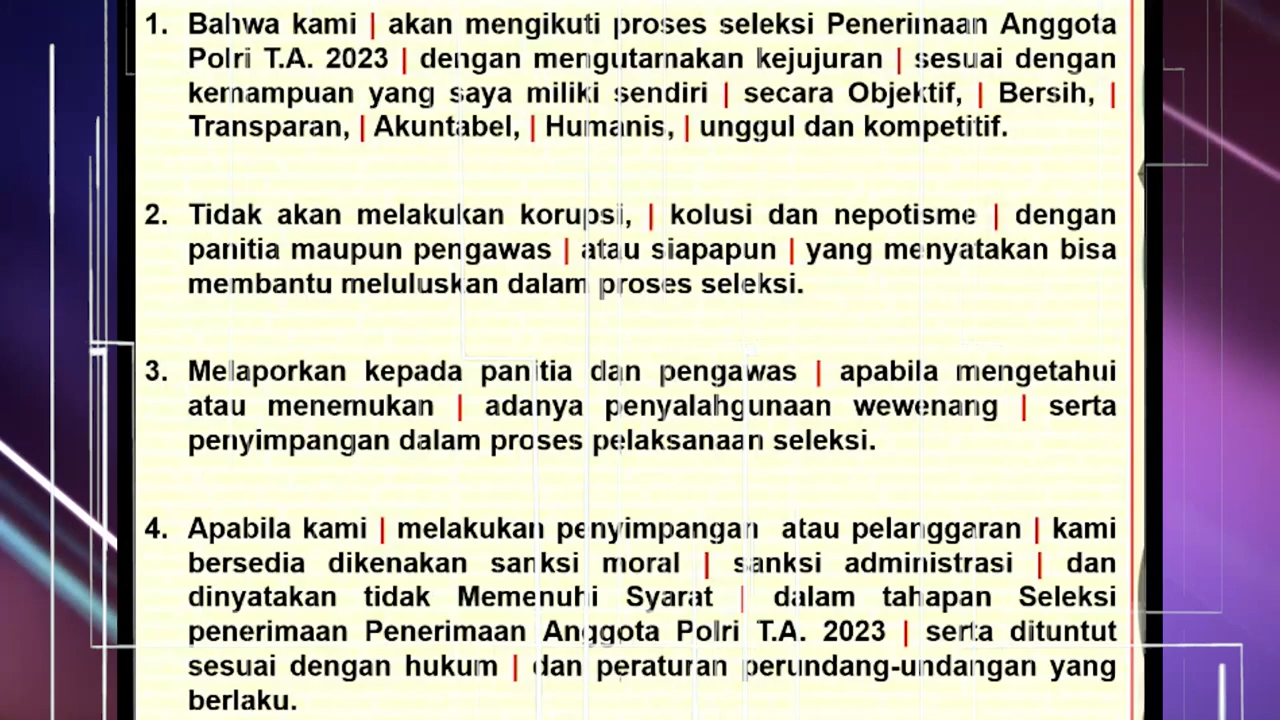 1. Bahwa kami | akan mengikuti proses seleksi Penerimaan Anggota
Polri T.A. 2023 | dengan mengutamakan kejujuran | sesuai dengan
kemampuan yang saya miliki sendiri | secara Objektif, | Bersih, |
Transparan, | Akuntabel, | Humanis, | unggul dan kompetitif.
2. Tidak akan melakukan korupsi, | kolusi dan nepotisme | dengan
panitia maupun pengawas | atau siapapun | yang menyatakan bisa
membantu meluluskan dalam proses seleksi.
3. Melaporkan kepada panitia dan pengawas | apabila mengetahui
atau menemukan | adanya penyalahgunaan wewenang | serta
penyimpangan dalam proses pelaksanaan seleksi.
4. Apabila kami | melakukan penyimpangan atau pelanggaran | kami
bersedia dikenakan sanksi moral | sanksi administrasi | dan
dinyatakan tidak Memenuhi Syarat | dalam tahapan Seleksi
penerimaan Penerimaan Anggota Polri T.A. 2023 | serta dituntut
sesuai dengan hukum | dan peraturan perundang-undangan yang
berlaku.